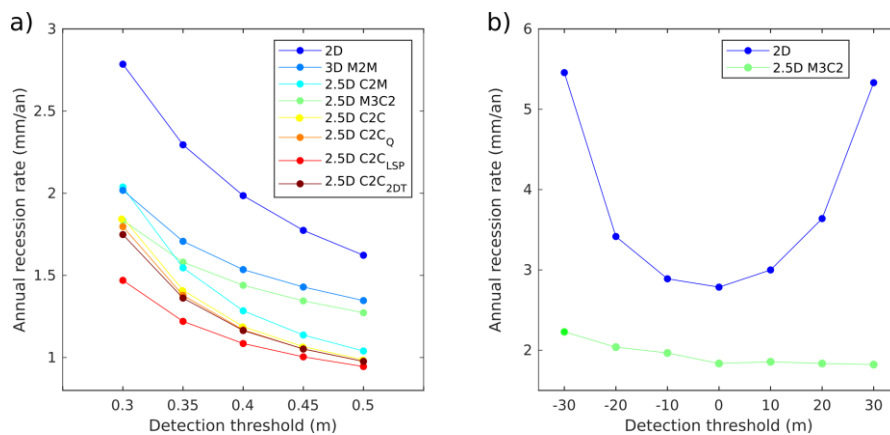 a)
Annual recession rate (mm/an)
3
2.5
2
1.5
1
2D
3D M2M
2.5D C2M
2.5D M3C2
2.5D C2C
2.5D C2C_Q
2.5D C2C_LSP
2.5D C2C_2DT
0.3 0.35 0.4 0.45 0.5
Detection threshold (m)
b)
Annual recession rate (mm/an)
6
5
4
3
2
2D
2.5D M3C2
-30 -20 -10 0 10 20 30
Detection threshold (m)